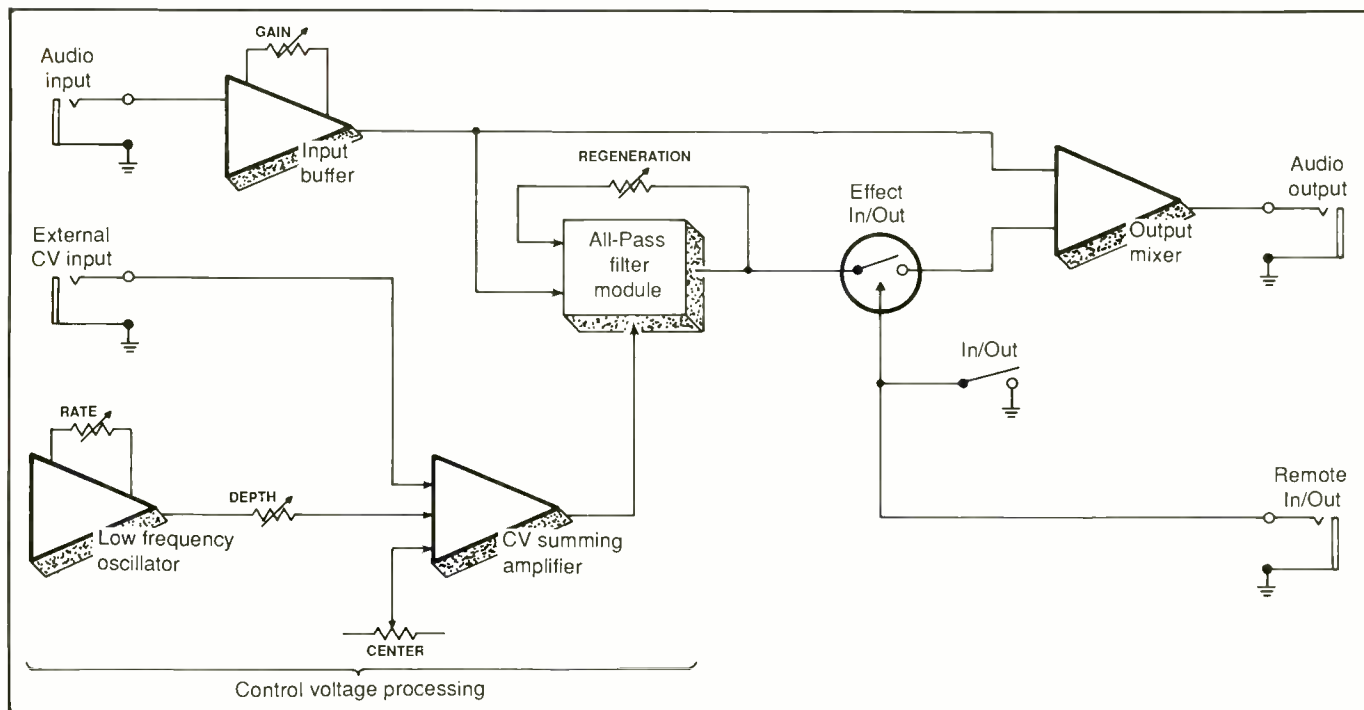 GAIN
Audio
input
Input
buffer
REGENERATION
Effect
In/Out
Audio
output
External
CV input
All-Pass
filter
module
Output
mixer
In/Out
RATE
DEPTH
Low frequency
oscillator
CV summing
amplifier
Remote
In/Out
CENTER
Control voltage processing